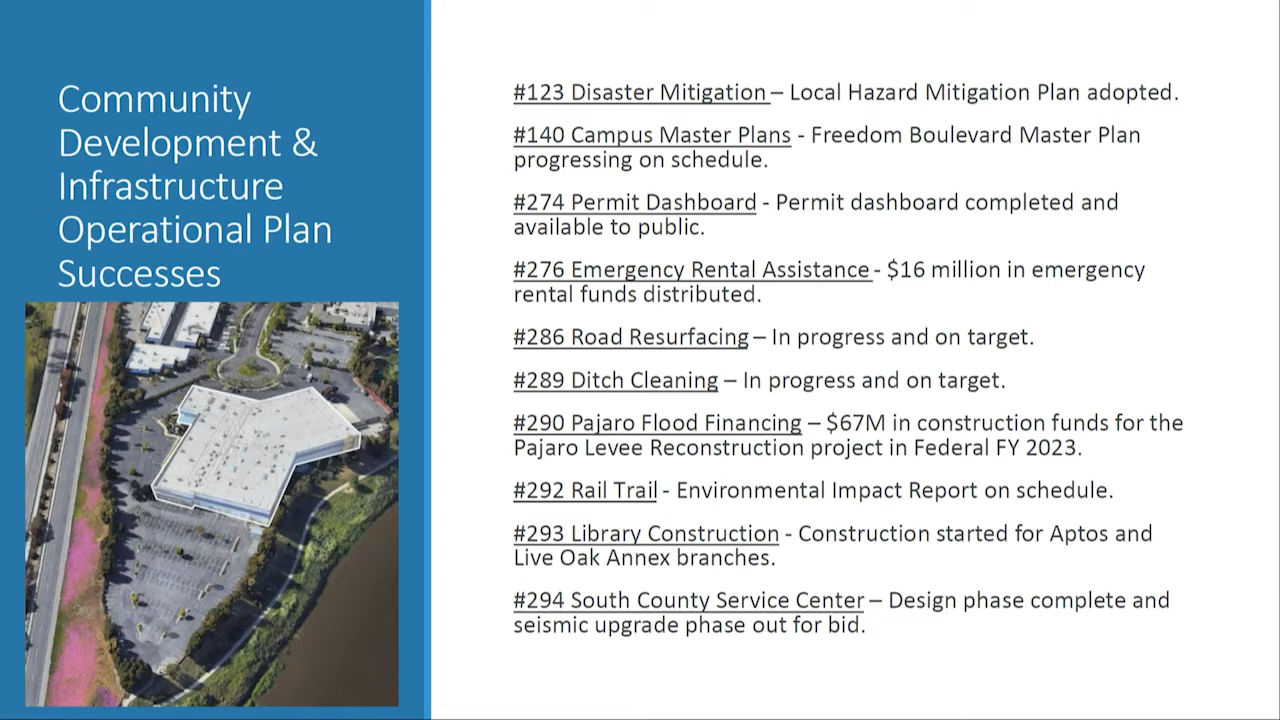 Community
Development &
Infrastructure
Operational Plan
Successes
#123 Disaster Mitigation – Local Hazard Mitigation Plan adopted.
#140 Campus Master Plans - Freedom Boulevard Master Plan
progressing on schedule.
#274 Permit Dashboard - Permit dashboard completed and
available to public.
#276 Emergency Rental Assistance - $16 million in emergency
rental funds distributed.
#286 Road Resurfacing – In progress and on target.
#289 Ditch Cleaning – In progress and on target.
#290 Pajaro Flood Financing – $67M in construction funds for the
Pajaro Levee Reconstruction project in Federal FY 2023.
#292 Rail Trail - Environmental Impact Report on schedule.
#293 Library Construction - Construction started for Aptos and
Live Oak Annex branches.
#294 South County Service Center – Design phase complete and
seismic upgrade phase out for bid.